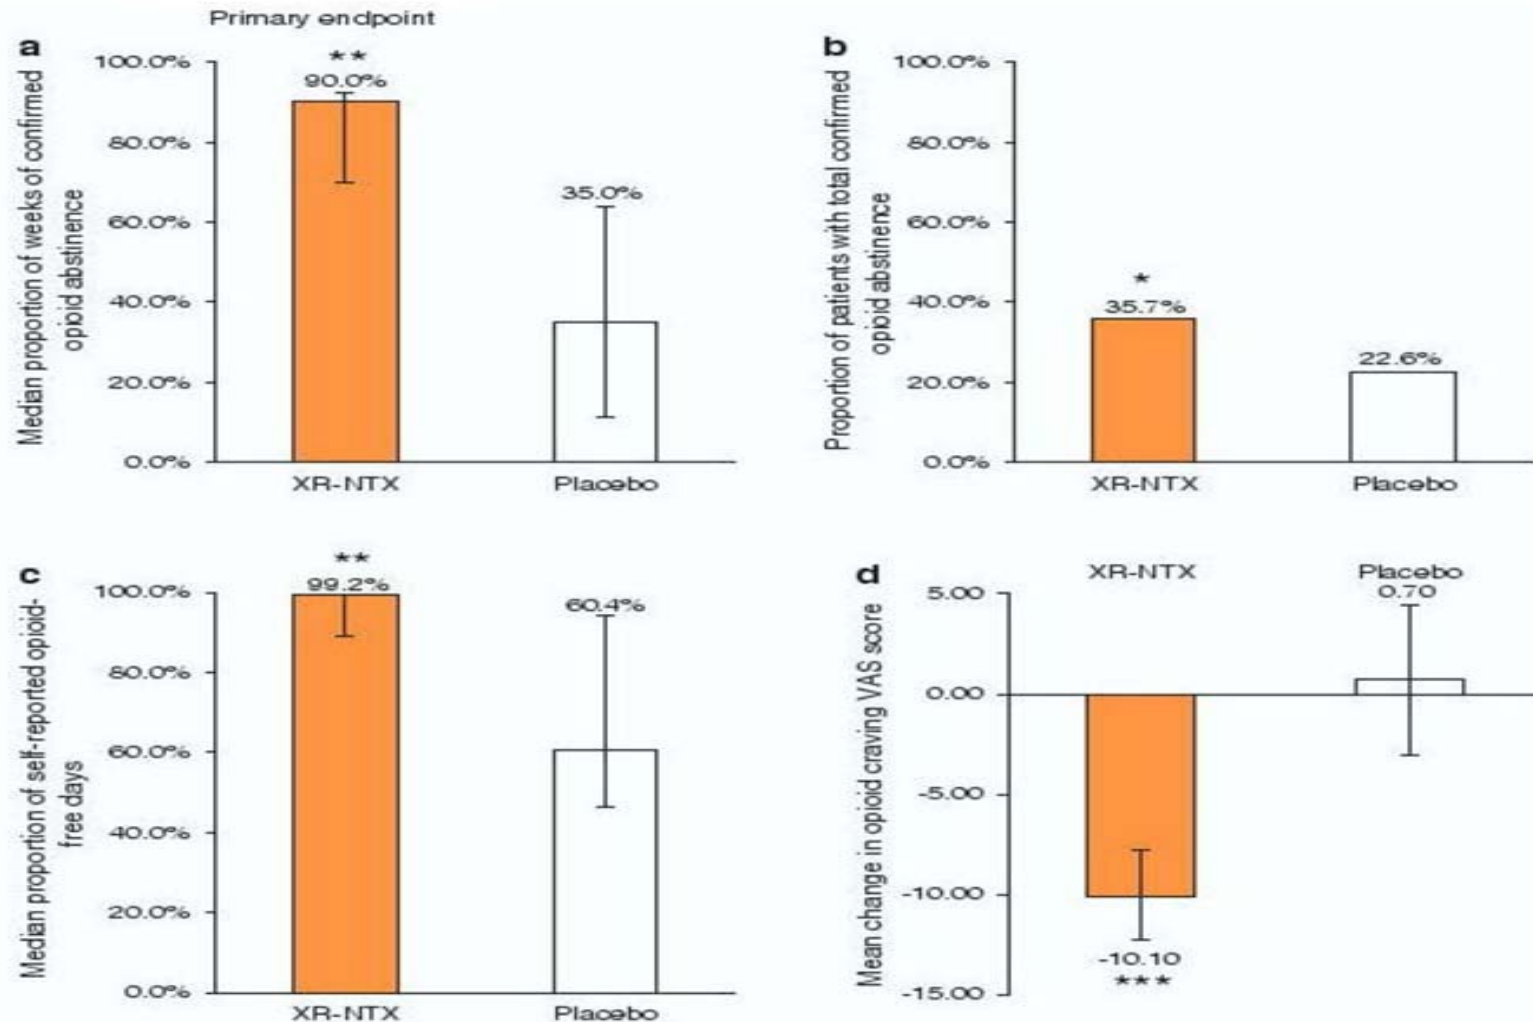 Primary endpoint
a
Median proportion of weeks of confirmed
opioid abstinence
100.0%
80.0%
60.0%
40.0%
20.0%
0.0%
**
90.0%
35.0%
XR-NTX
Placebo
b
Proportion of patients with total confirmed
opioid abstinence
100.0%
80.0%
60.0%
40.0%
20.0%
0.0%
*
35.7%
22.6%
XR-NTX
Placebo
c
Median proportion of self-reported opioid-
free days
100.0%
80.0%
60.0%
40.0%
20.0%
0.0%
**
99.2%
60.4%
XR-NTX
Placebo
d
Mean change in opioid craving VAS score
XR-NTX
Placebo
5.00
0.00
-5.00
-10.00
-15.00
0.70
-10.10
***